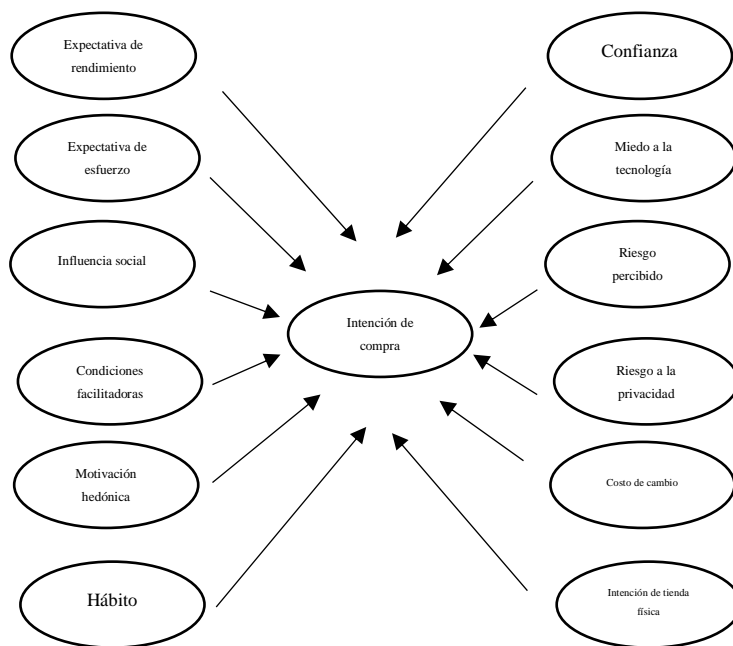 Expectativa de
rendimiento
Expectativa de
esfuerzo
Influencia social
Condiciones
facilitadoras
Motivación
hedónica
Hábito
Intención de
compra
Confianza
Miedo a la
tecnología
Riesgo
percibido
Riesgo a la
privacidad
Costo de cambio
Intención de tienda
física